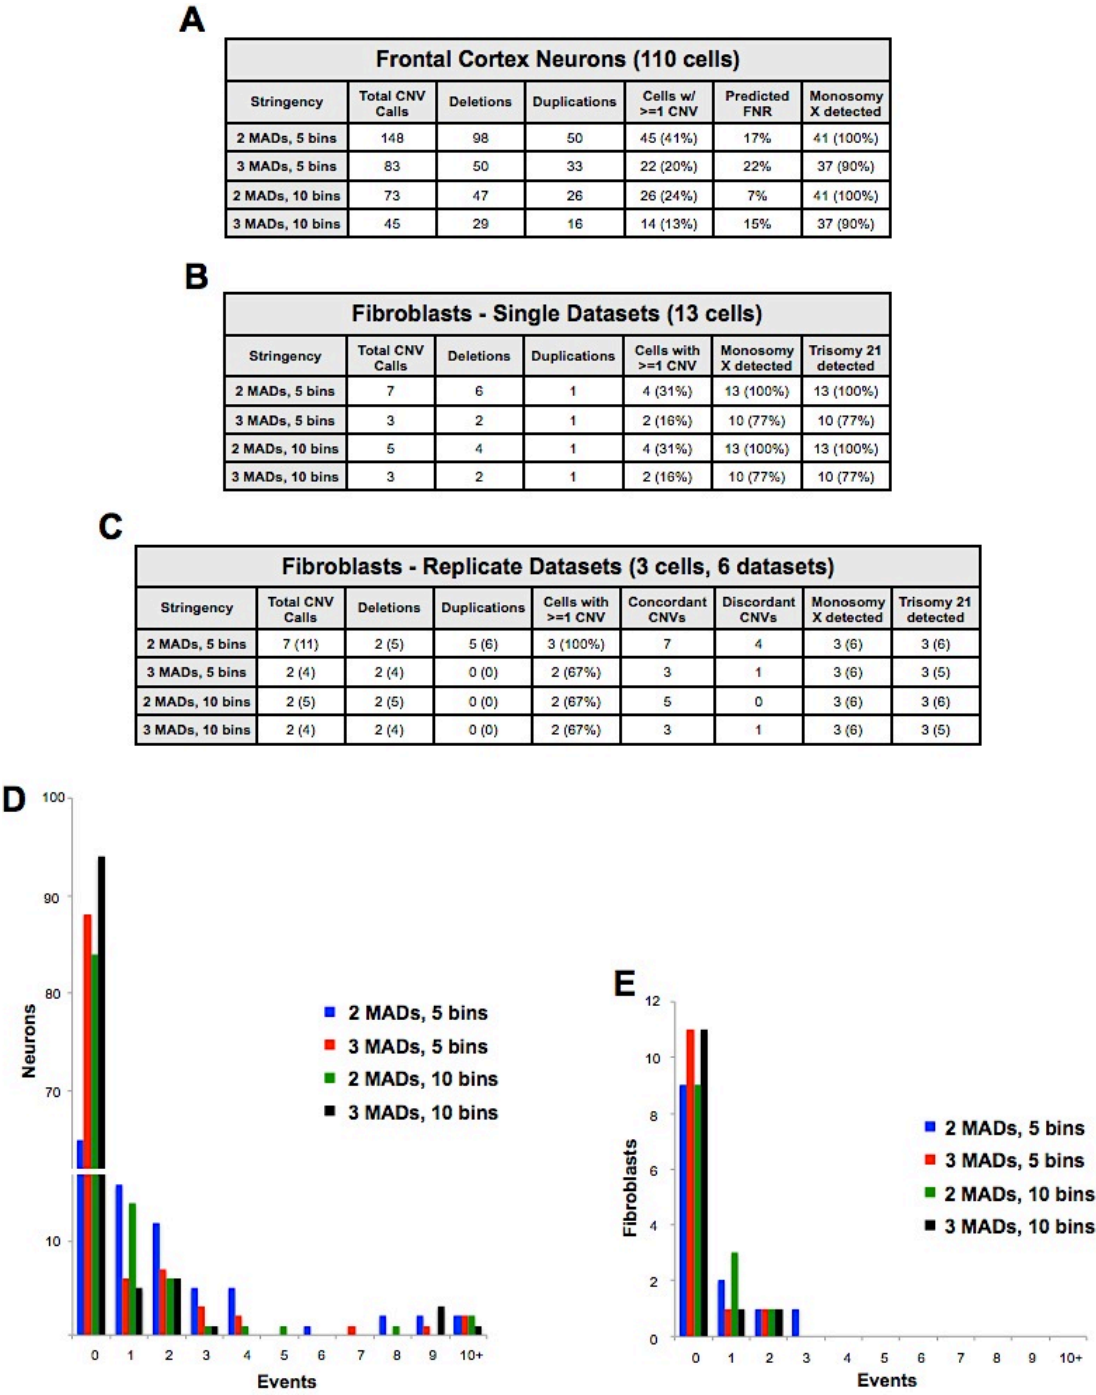 A
Frontal Cortex Neurons (110 cells)
Stringency Total CNV Calls Deletions Duplications Cells w/ >=1 CNV Predicted FNR Monosomy X detected
2 MADs, 5 bins 148 98 50 45 (41%) 17% 41 (100%)
3 MADs, 5 bins 83 50 33 22 (20%) 22% 37 (90%)
2 MADs, 10 bins 73 47 26 26 (24%) 7% 41 (100%)
3 MADs, 10 bins 45 29 16 14 (13%) 15% 37 (90%)
B
Fibroblasts - Single Datasets (13 cells)
Stringency Total CNV Calls Deletions Duplications Cells with >=1 CNV Monosomy X detected Trisomy 21 detected
2 MADs, 5 bins 7 6 1 4 (31%) 13 (100%) 13 (100%)
3 MADs, 5 bins 3 2 1 2 (16%) 10 (77%) 10 (77%)
2 MADs, 10 bins 5 4 1 4 (31%) 13 (100%) 13 (100%)
3 MADs, 10 bins 3 2 1 2 (16%) 10 (77%) 10 (77%)
C
Fibroblasts - Replicate Datasets (3 cells, 6 datasets)
Stringency Total CNV Calls Deletions Duplications Cells with >=1 CNV Concordant CNVs Discordant CNVs Monosomy X detected Trisomy 21 detected
2 MADs, 5 bins 7 (11) 2 (5) 5 (6) 3 (100%) 7 4 3 (6) 3 (6)
3 MADs, 5 bins 2 (4) 2 (4) 0 (0) 2 (67%) 3 1 3 (6) 3 (5)
2 MADs, 10 bins 2 (5) 2 (5) 0 (0) 2 (67%) 5 0 3 (6) 3 (6)
3 MADs, 10 bins 2 (4) 2 (4) 0 (0) 2 (67%) 3 1 3 (6) 3 (5)
D
100
90
80
70
10
Neurons
2 MADs, 5 bins
3 MADs, 5 bins
2 MADs, 10 bins
3 MADs, 10 bins
0 1 2 3 4 5 6 7 8 9 10+
Events
E
12
10
8
6
4
2
0
Fibroblasts
2 MADs, 5 bins
3 MADs, 5 bins
2 MADs, 10 bins
3 MADs, 10 bins
0 1 2 3 4 5 6 7 8 9 10+
Events